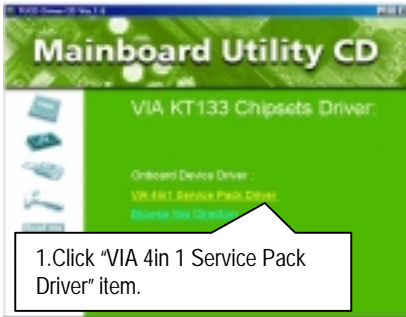 Mainboard Utility CD
VIA KT133 Chipsets Driver:
Onboard Device Driver :
VIA 4in1 Service Pack Driver
Browse this Directory
1.Click “VIA 4in 1 Service Pack
Driver” item.